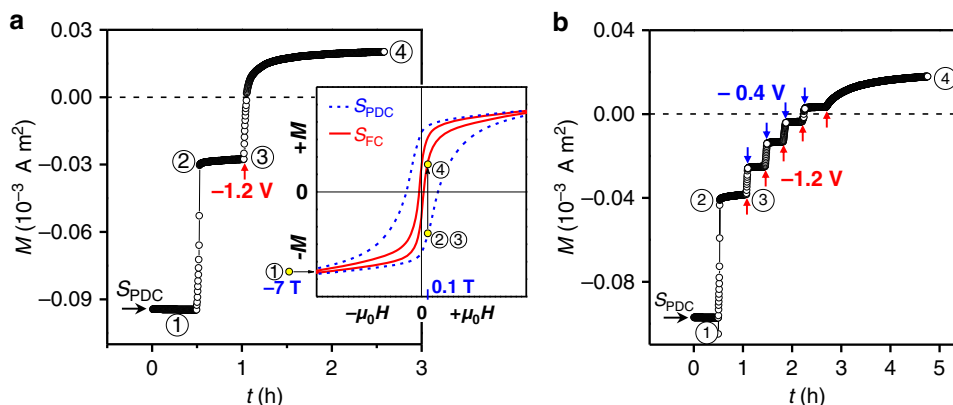 a
0.03
0.00
−0.03
−0.06
−0.09
M (10⁻³ A m²)
0 1 2 3
t (h)
S_PDC
①
②
③
−1.2 V
④
S_PDC
S_FC
+M
0
-M
④
②③
①
−7 T
0.1 T
−μ₀H 0 +μ₀H
b
0.04
0.00
−0.04
−0.08
M (10⁻³ A m²)
0 1 2 3 4 5
t (h)
S_PDC
①
②
③
− 0.4 V
−1.2 V
④